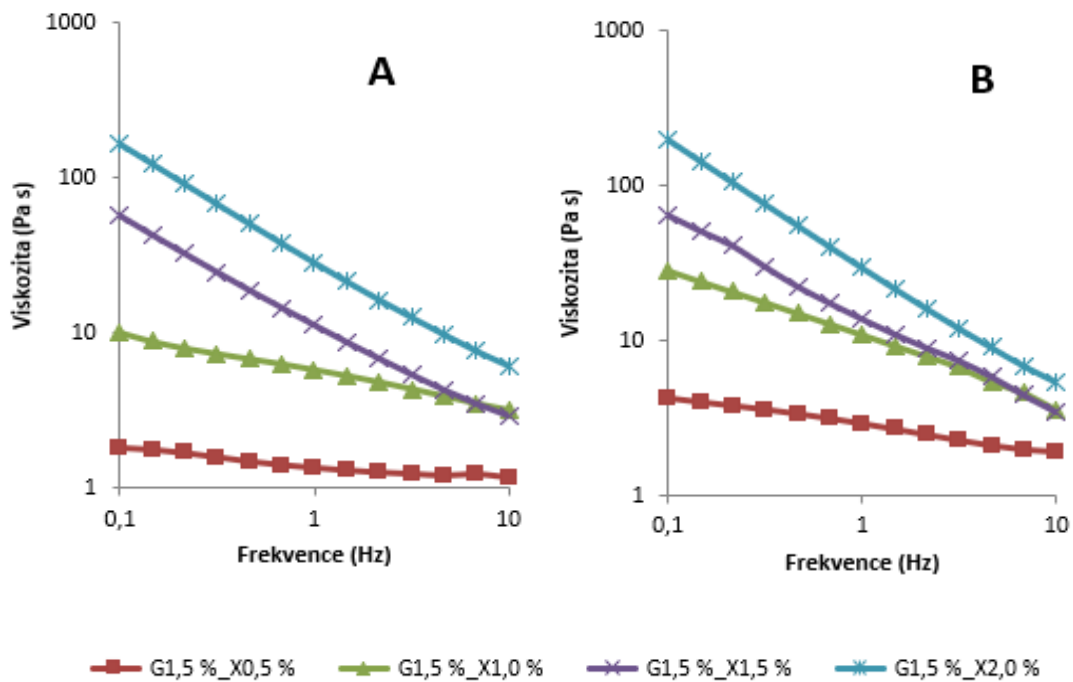 A
1000
100
10
1
Viskozita (Pa s)
0,1 1 10
Frekvence (Hz)
B
1000
100
10
1
Viskozita (Pa s)
0,1 1 10
Frekvence (Hz)
G1,5 %_X0,5 % G1,5 %_X1,0 % G1,5 %_X1,5 % G1,5 %_X2,0 %